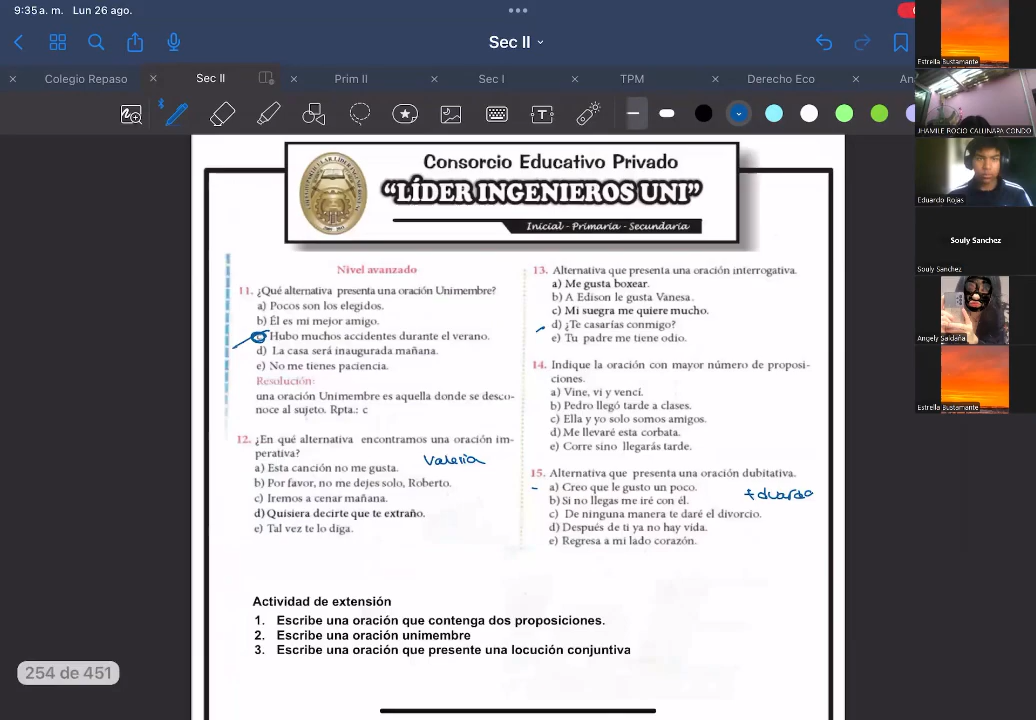 9:35 a. m. Lun 26 ago.
Sec II
Colegio Repaso
Sec II
Prim II
Sec I
TPM
Derecho Eco
An
Consorcio Educativo Privado
“LÍDER INGENIEROS UNI”
Inicial - Primaria - Secundaria
Nivel avanzado
11. ¿Qué alternativa presenta una oración Unimembre?
a) Pocos son los elegidos.
b) Él es mi mejor amigo.
Hubo muchos accidentes durante el verano.
d) La casa será inaugurada mañana.
e) No me tienes paciencia.
Resolución:
una oración Unimembre es aquella donde se desco-
noce al sujeto. Rpta.: c
12. ¿En qué alternativa encontramos una oración im-
perativa?
a) Esta canción no me gusta.
Valeria
b) Por favor, no me dejes solo, Roberto.
c) Iremos a cenar mañana.
d) Quisiera decirte que te extraño.
e) Tal vez te lo diga.
13. Alternativa que presenta una oración interrogativa.
a) Me gusta boxear.
b) A Edison le gusta Vanesa.
c) Mi suegra me quiere mucho.
d) ¿Te casarías conmigo?
e) Tu padre me tiene odio.
14. Indique la oración con mayor número de proposi-
ciones.
a) Vine, vi y vencí.
b) Pedro llegó tarde a clases.
c) Ella y yo solo somos amigos.
d) Me llevaré esta corbata.
e) Corre sino llegarás tarde.
15. Alternativa que presenta una oración dubitativa.
a) Creo que le gusto un poco.
Eduardo
b) Si no llegas me iré con él.
c) De ninguna manera te daré el divorcio.
d) Después de ti ya no hay vida.
e) Regresa a mi lado corazón.
Actividad de extensión
1. Escribe una oración que contenga dos proposiciones.
2. Escribe una oración unimembre
3. Escribe una oración que presente una locución conjuntiva
254 de 451
Estrella Bustamante
JHAMILE ROCIO CALLINAPA CONDO
Eduardo Rojas
Souly Sanchez
Souly Sanchez
Angely Saldaña
Estrella Bustamante